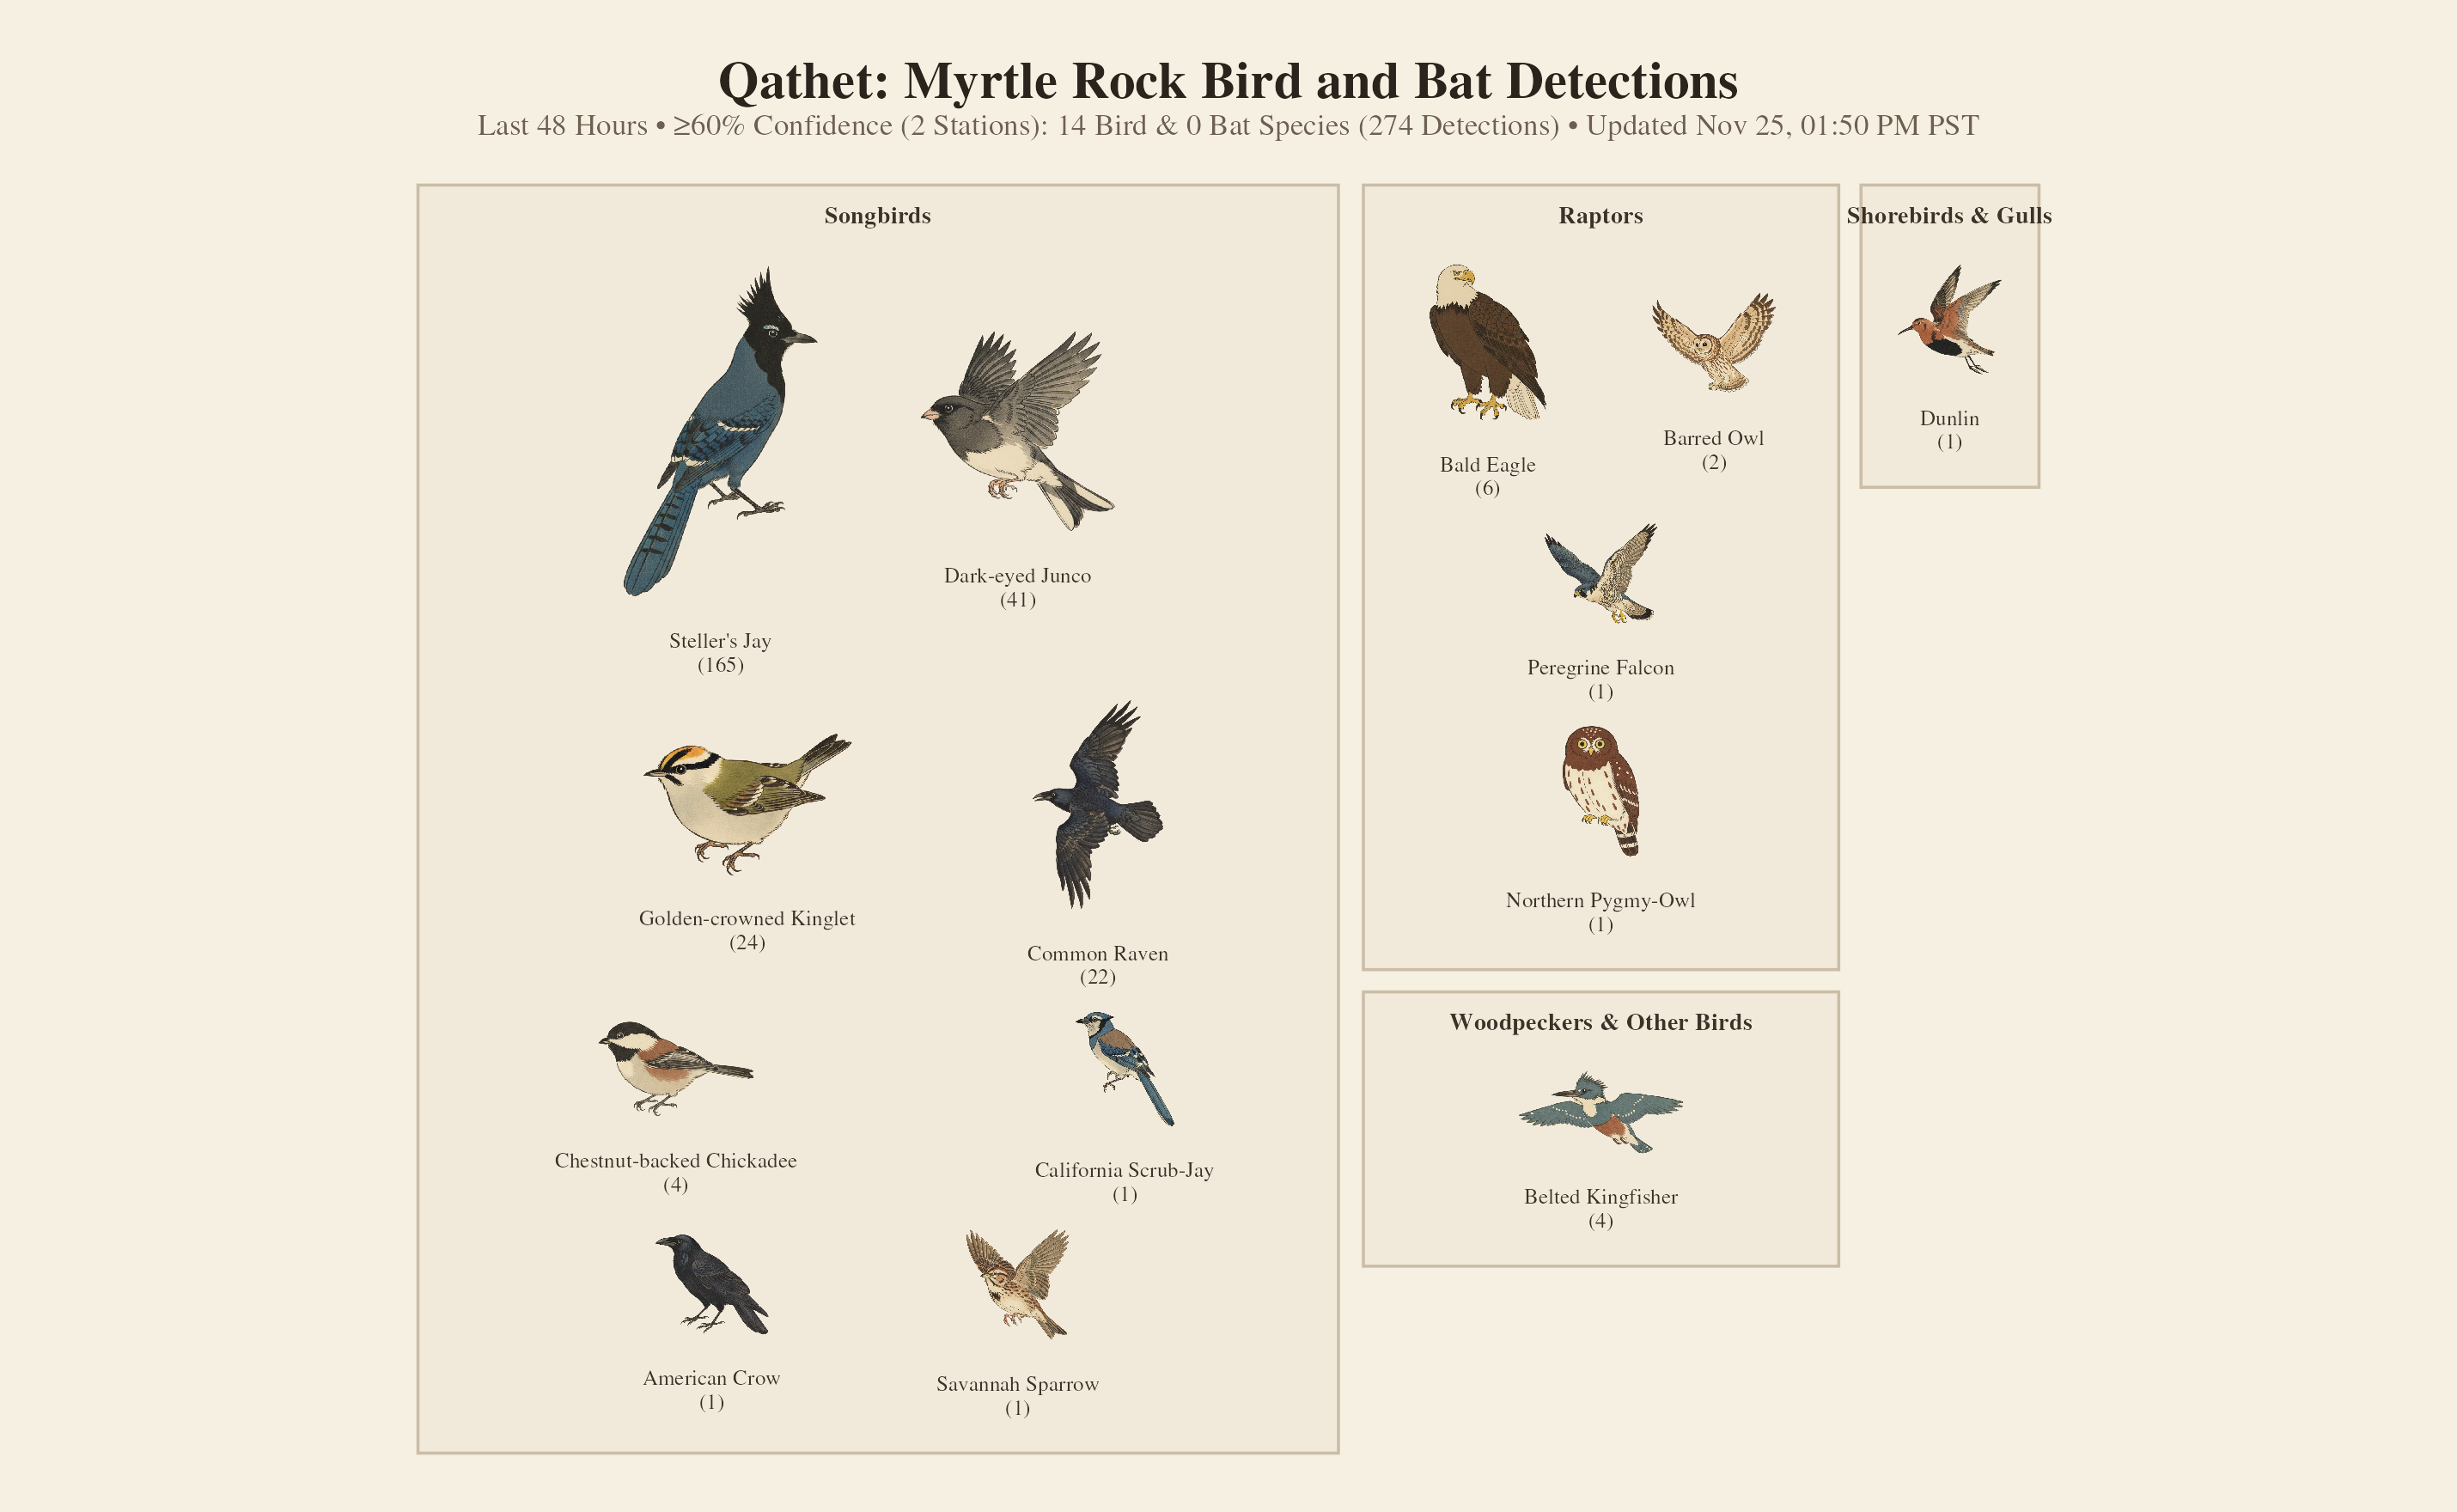 Qathet: Myrtle Rock Bird and Bat Detections
Last 48 Hours • ≥60% Confidence (2 Stations): 14 Bird & 0 Bat Species (274 Detections) • Updated Nov 25, 01:50 PM PST
Songbirds
Steller's Jay
(165)
Dark-eyed Junco
(41)
Golden-crowned Kinglet
(24)
Common Raven
(22)
Chestnut-backed Chickadee
(4)
California Scrub-Jay
(1)
American Crow
(1)
Savannah Sparrow
(1)
Raptors
Bald Eagle
(6)
Barred Owl
(2)
Peregrine Falcon
(1)
Northern Pygmy-Owl
(1)
Woodpeckers & Other Birds
Belted Kingfisher
(4)
Shorebirds & Gulls
Dunlin
(1)